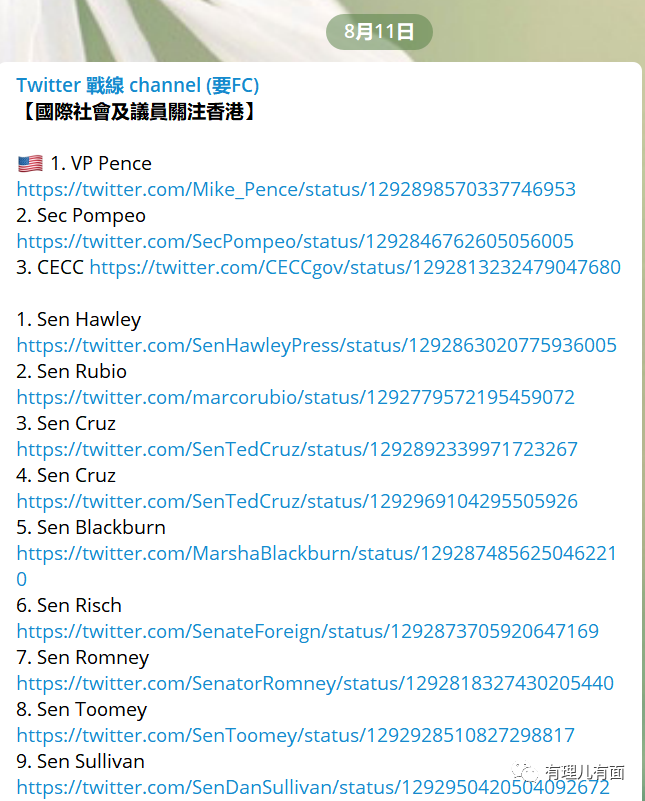 8月11日
Twitter 戰線 channel (要FC)
【國際社會及議員關注香港】
🇺🇸 1. VP Pence
https://twitter.com/Mike_Pence/status/1292898570337746953
2. Sec Pompeo
https://twitter.com/SecPompeo/status/1292846762605056005
3. CECC https://twitter.com/CECCgov/status/1292813232479047680
1. Sen Hawley
https://twitter.com/SenHawleyPress/status/1292863020775936005
2. Sen Rubio
https://twitter.com/marcorubio/status/1292779572195459072
3. Sen Cruz
https://twitter.com/SenTedCruz/status/1292892339971723267
4. Sen Cruz
https://twitter.com/SenTedCruz/status/1292969104295505926
5. Sen Blackburn
https://twitter.com/MarshaBlackburn/status/129287485625046221
0
6. Sen Risch
https://twitter.com/SenateForeign/status/1292873705920647169
7. Sen Romney
https://twitter.com/SenatorRomney/status/1292818327430205440
8. Sen Toomey
https://twitter.com/SenToomey/status/1292928510827298817
9. Sen Sullivan
https://twitter.com/SenDanSullivan/status/1292950420504092672
有理儿有面